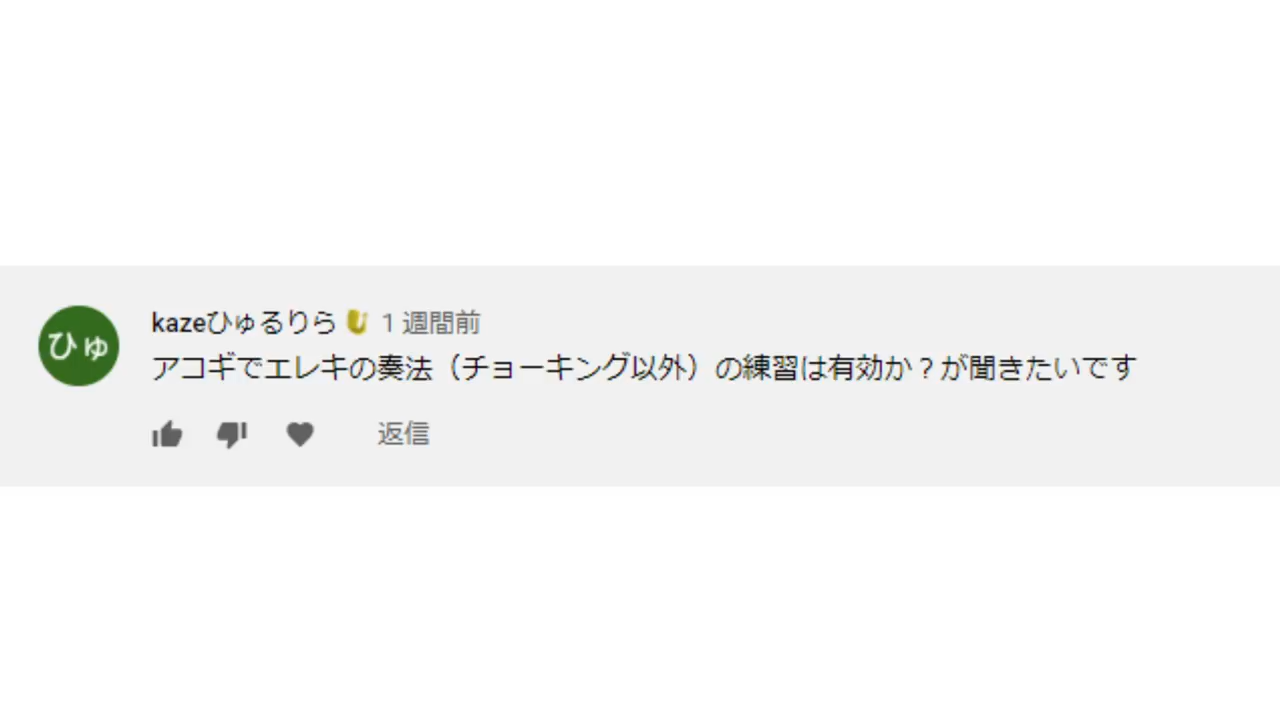 ひゅ
kazeひゅるりら 1 週間前
アコギでエレキの奏法（チョーキング以外）の練習は有効か？が聞きたいです
返信